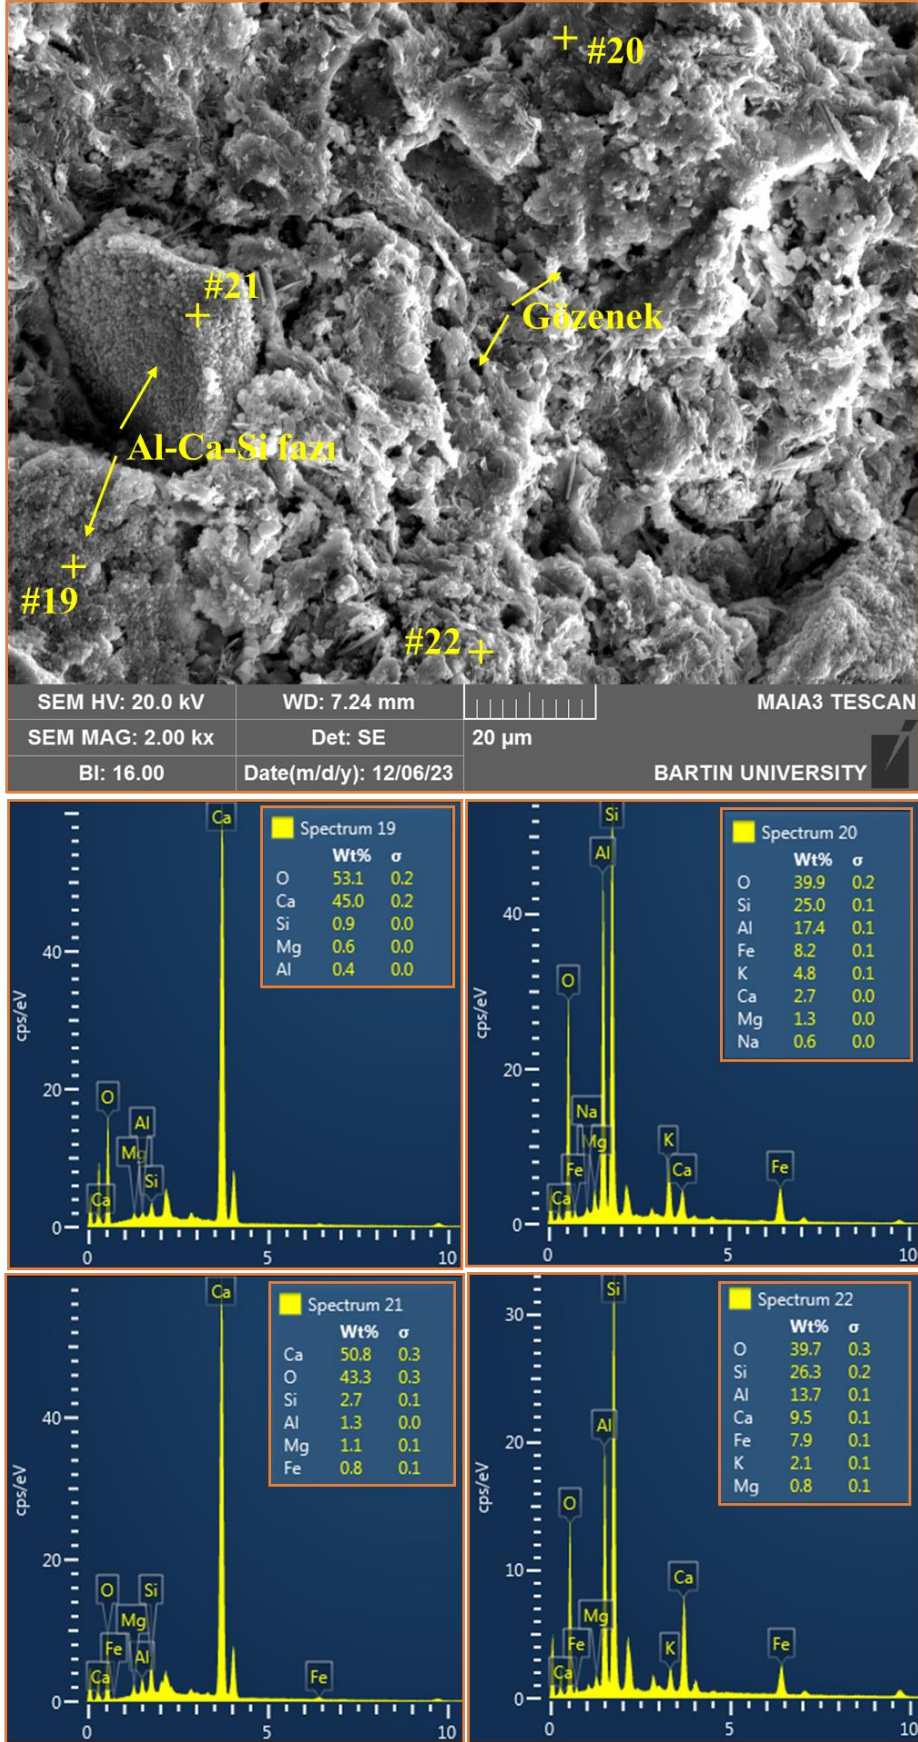 #20
#21
Gözenek
Al-Ca-Si fazı
#19
#22
SEM HV: 20.0 kV WD: 7.24 mm MAIA3 TESCAN
SEM MAG: 2.00 kx Det: SE 20 µm
BI: 16.00 Date(m/d/y): 12/06/23 BARTIN UNIVERSITY
Spectrum 19
Wt% σ
O 53.1 0.2
Ca 45.0 0.2
Si 0.9 0.0
Mg 0.6 0.0
Al 0.4 0.0
Ca
40
cps/eV
20
O
Al
Mg
Si
Ca
0
0 5 10
Spectrum 20
Wt% σ
O 39.9 0.2
Si 25.0 0.1
Al 17.4 0.1
Fe 8.2 0.1
K 4.8 0.1
Ca 2.7 0.0
Mg 1.3 0.0
Na 0.6 0.0
Si
Al
40
O
cps/eV
20
Na
Mg
K
Fe
Ca
Fe
Ca
0
0 5 10
Spectrum 21
Wt% σ
Ca 50.8 0.3
O 43.3 0.3
Si 2.7 0.1
Al 1.3 0.0
Mg 1.1 0.1
Fe 0.8 0.1
Ca
40
cps/eV
20
O Si
Mg
Fe
Al
Ca
Fe
0
0 5 10
Spectrum 22
Wt% σ
O 39.7 0.3
Si 26.3 0.2
Al 13.7 0.1
Ca 9.5 0.1
Fe 7.9 0.1
K 2.1 0.1
Mg 0.8 0.1
Si
30
Al
20
cps/eV
O
10
Ca
Mg
Fe
K
Fe
Ca
0
0 5 10